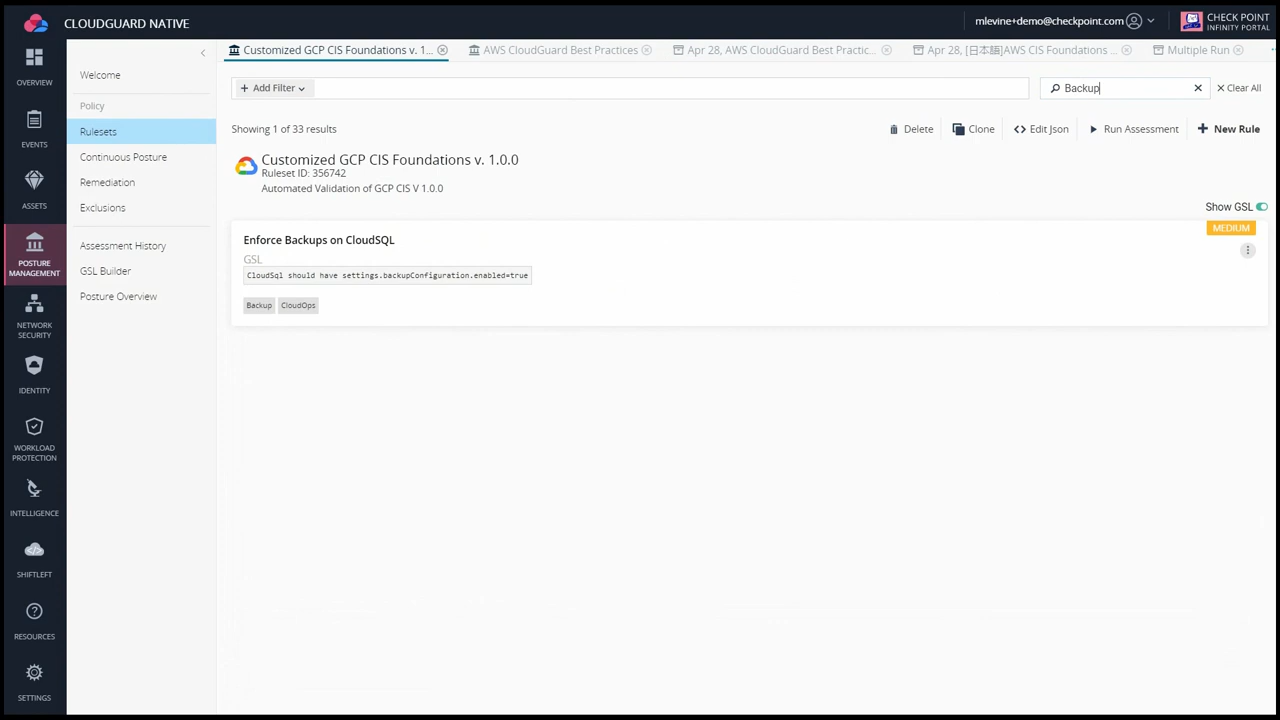 CLOUDGUARD NATIVE
mlevine+demo@checkpoint.com
CHECK POINT
INFINITY PORTAL
Customized GCP CIS Foundations v. 1...
AWS CloudGuard Best Practices
Apr 28, AWS CloudGuard Best Practic...
Apr 28, [日本語]AWS CIS Foundations ...
Multiple Run
OVERVIEW
EVENTS
ASSETS
POSTURE
MANAGEMENT
NETWORK
SECURITY
IDENTITY
WORKLOAD
PROTECTION
INTELLIGENCE
SHIFTLEFT
RESOURCES
SETTINGS
Welcome
Policy
Rulesets
Continuous Posture
Remediation
Exclusions
Assessment History
GSL Builder
Posture Overview
Add Filter
Backup
Clear All
Showing 1 of 33 results
Delete
Clone
Edit Json
Run Assessment
New Rule
Customized GCP CIS Foundations v. 1.0.0
Ruleset ID: 356742
Automated Validation of GCP CIS V 1.0.0
Show GSL
MEDIUM
Enforce Backups on CloudSQL
GSL
CloudSql should have settings.backupConfiguration.enabled=true
Backup CloudOps